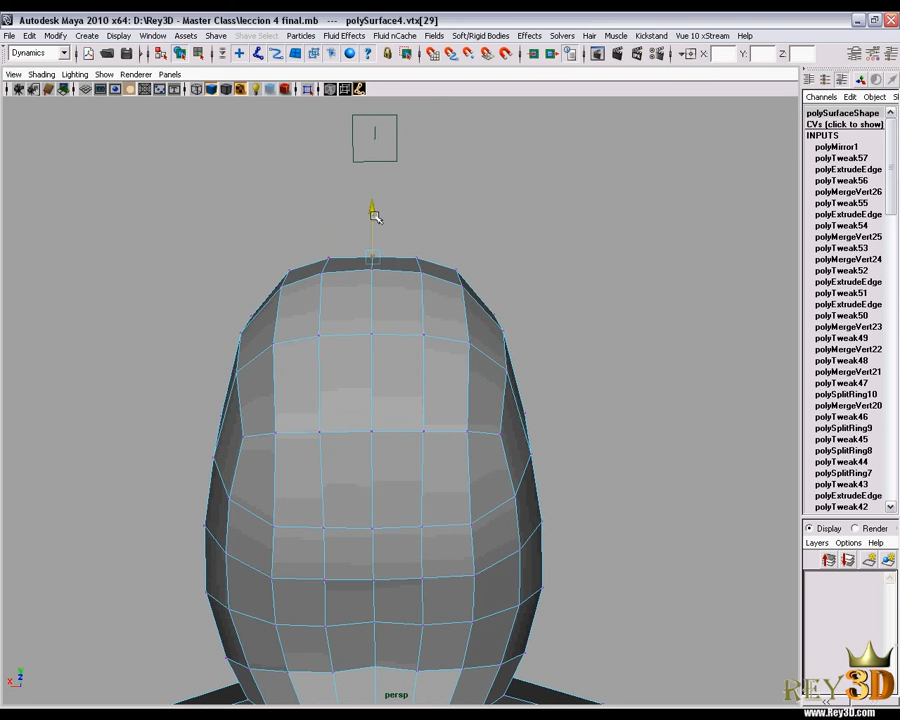 Autodesk Maya 2010 x64: D:\Rey3D - Master Class\leccion 4 final.mb --- polySurface4.vtx[29]
File Edit Modify Create Display Window Assets Share Share Select Particles Fluid Effects Fluid nCache Fields Soft/Rigid Bodies Effects Solvers Hair Muscle Kickstand Vue 10 xStream Help
Dynamics X: Y: Z:
View Shading Lighting Show Renderer Panels
Channels Edit Object
polySurfaceShape
CVs (click to show)
INPUTS
polyMirror1
polyTweak57
polyExtrudeEdge
polyTweak56
polyMergeVert26
polyTweak55
polyExtrudeEdge
polyTweak54
polyMergeVert25
polyTweak53
polyMergeVert24
polyTweak52
polyExtrudeEdge
polyTweak51
polyExtrudeEdge
polyTweak50
polyMergeVert23
polyTweak49
polyMergeVert22
polyTweak48
polyMergeVert21
polyTweak47
polySplitRing10
polyMergeVert20
polyTweak46
polySplitRing9
polyTweak45
polySplitRing8
polyTweak44
polySplitRing7
polyTweak43
polyExtrudeEdge
polyTweak42
Display Render
Layers Options Help
x z
persp
REY3D
www.Rey3D.com